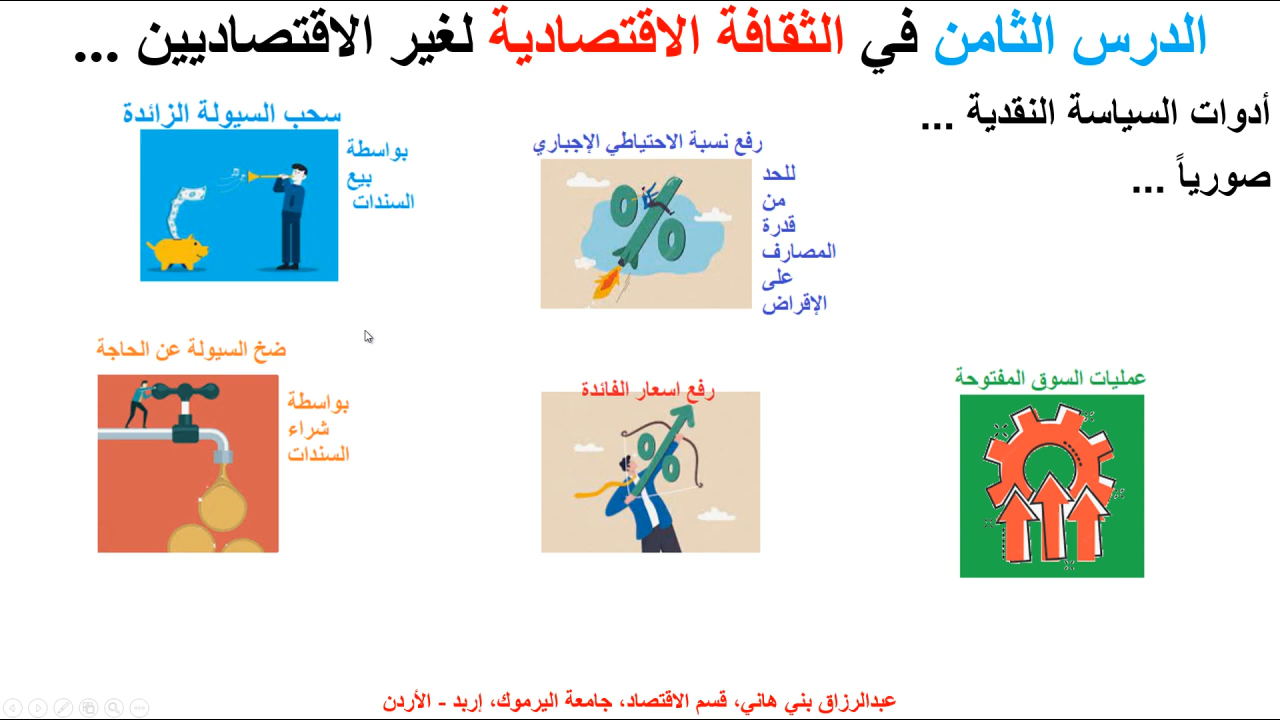 الدرس الثامن في الثقافة الاقتصادية لغير الاقتصاديين ...
أدوات السياسة النقدية ...
صورياً ...
رفع نسبة الاحتياطي الإجباري
للحد
من
قدرة
المصارف
على
الإقراض
سحب السيولة الزائدة
بواسطة
بيع
السندات
عمليات السوق المفتوحة
رفع اسعار الفائدة
ضخ السيولة عن الحاجة
بواسطة
شراء
السندات
عبدالرزاق بني هاني، قسم الاقتصاد، جامعة اليرموك، إربد - الأردن